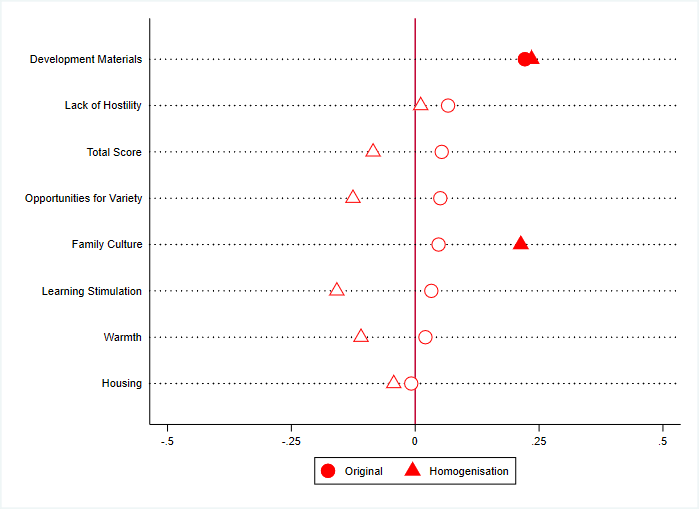 Development Materials
Lack of Hostility
Total Score
Opportunities for Variety
Family Culture
Learning Stimulation
Warmth
Housing
-.5 -.25 0 .25 .5
Original Homogenisation